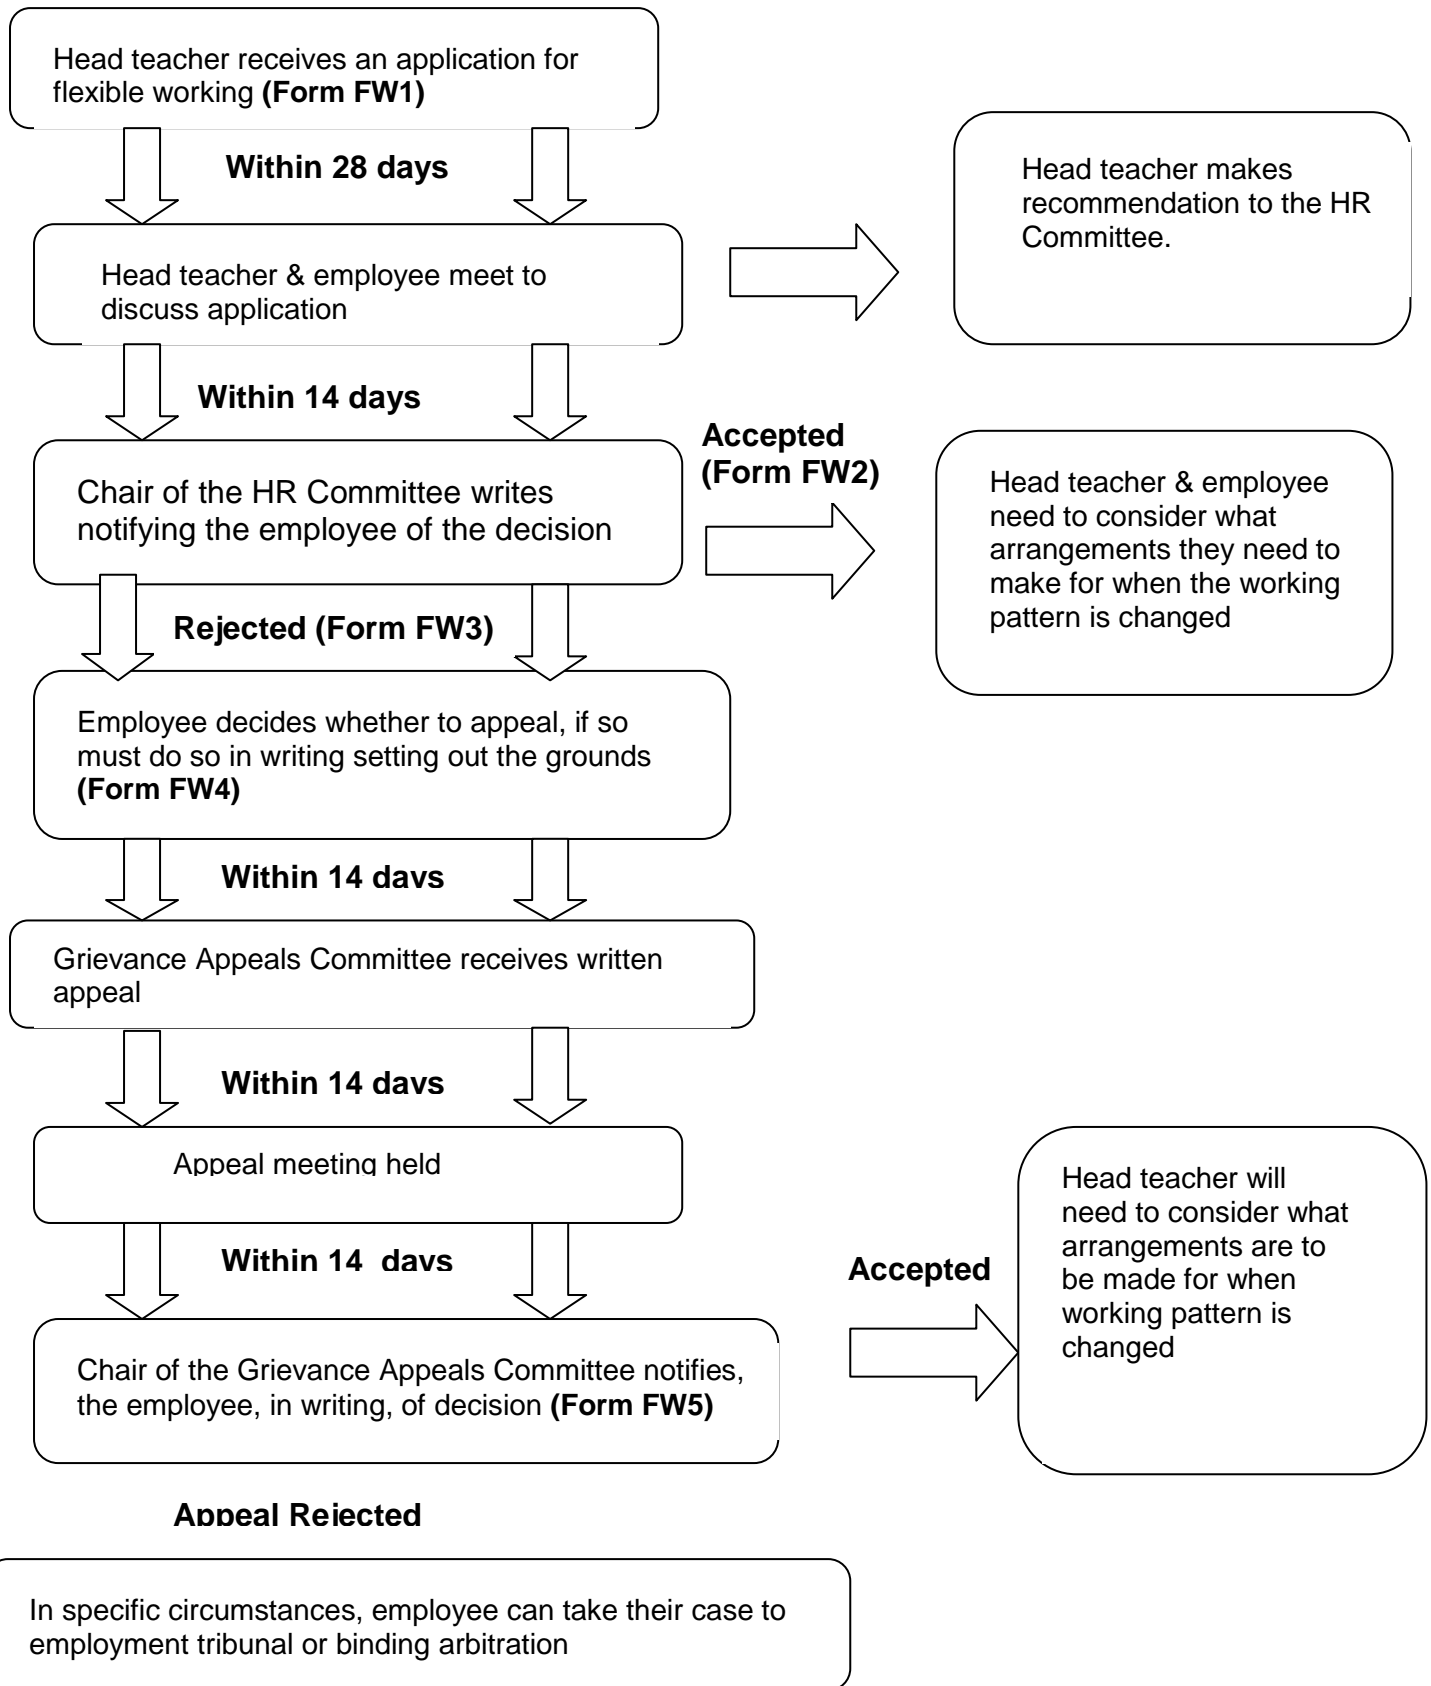 Head teacher receives an application for
flexible working (Form FW1)
Within 28 days
Head teacher makes
recommendation to the HR
Committee.
Head teacher & employee meet to
discuss application
Within 14 days
Accepted
(Form FW2)
Chair of the HR Committee writes
notifying the employee of the decision
Head teacher & employee
need to consider what
arrangements they need to
make for when the working
pattern is changed
Rejected (Form FW3)
Employee decides whether to appeal, if so
must do so in writing setting out the grounds
(Form FW4)
Within 14 days
Grievance Appeals Committee receives written
appeal
Within 14 days
Appeal meeting held
Within 14 days
Accepted
Head teacher will
need to consider what
arrangements are to
be made for when
working pattern is
changed
Chair of the Grievance Appeals Committee notifies,
the employee, in writing, of decision (Form FW5)
Appeal Rejected
In specific circumstances, employee can take their case to
employment tribunal or binding arbitration